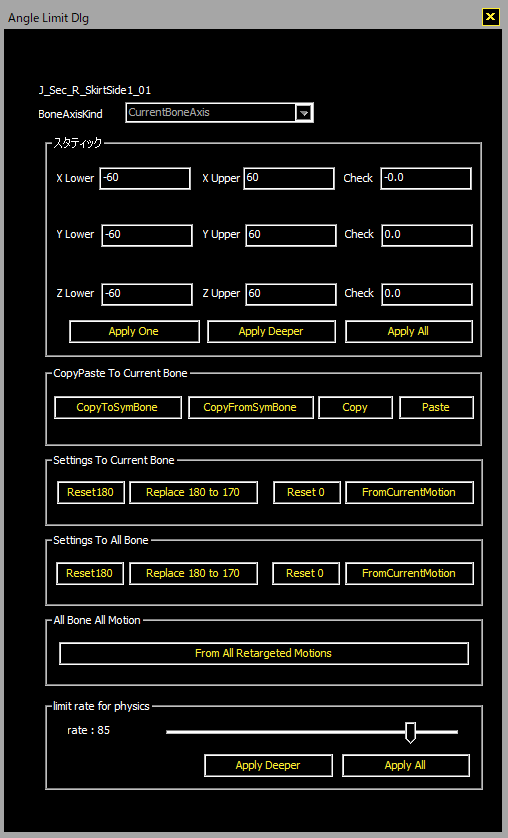 Angle Limit Dlg
J_Sec_R_SkirtSide1_01
BoneAxisKind CurrentBoneAxis
スタティック
X Lower -60 X Upper 60 Check -0.0
Y Lower -60 Y Upper 60 Check 0.0
Z Lower -60 Z Upper 60 Check 0.0
Apply One Apply Deeper Apply All
CopyPaste To Current Bone
CopyToSymBone CopyFromSymBone Copy Paste
Settings To Current Bone
Reset180 Replace 180 to 170 Reset 0 FromCurrentMotion
Settings To All Bone
Reset180 Replace 180 to 170 Reset 0 FromCurrentMotion
All Bone All Motion
From All Retargeted Motions
limit rate for physics
rate : 85
Apply Deeper Apply All